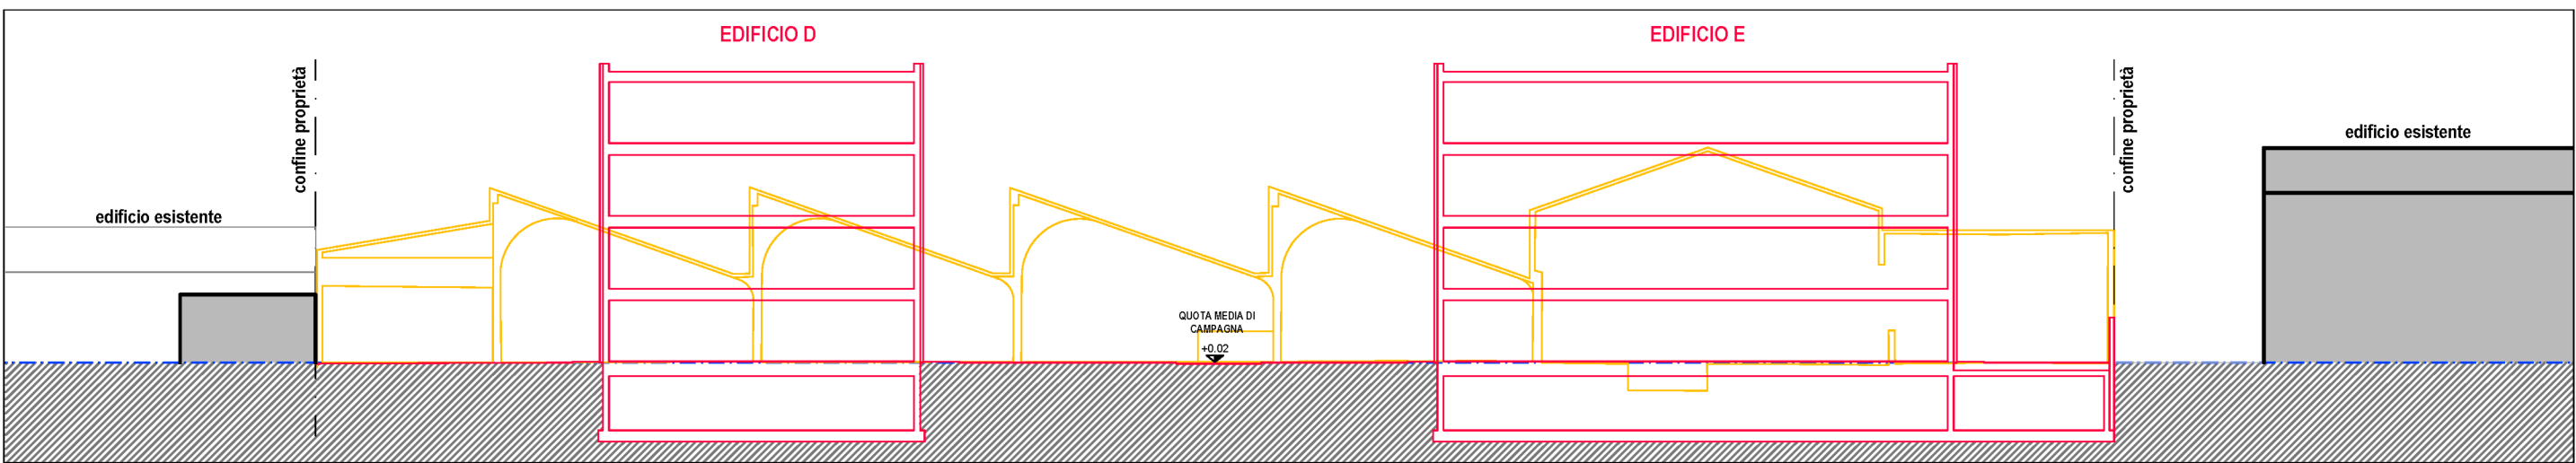 EDIFICIO D
EDIFICIO E
confine proprietà
confine proprietà
edificio esistente
edificio esistente
QUOTA MEDIA DI
CAMPAGNA
+0.02